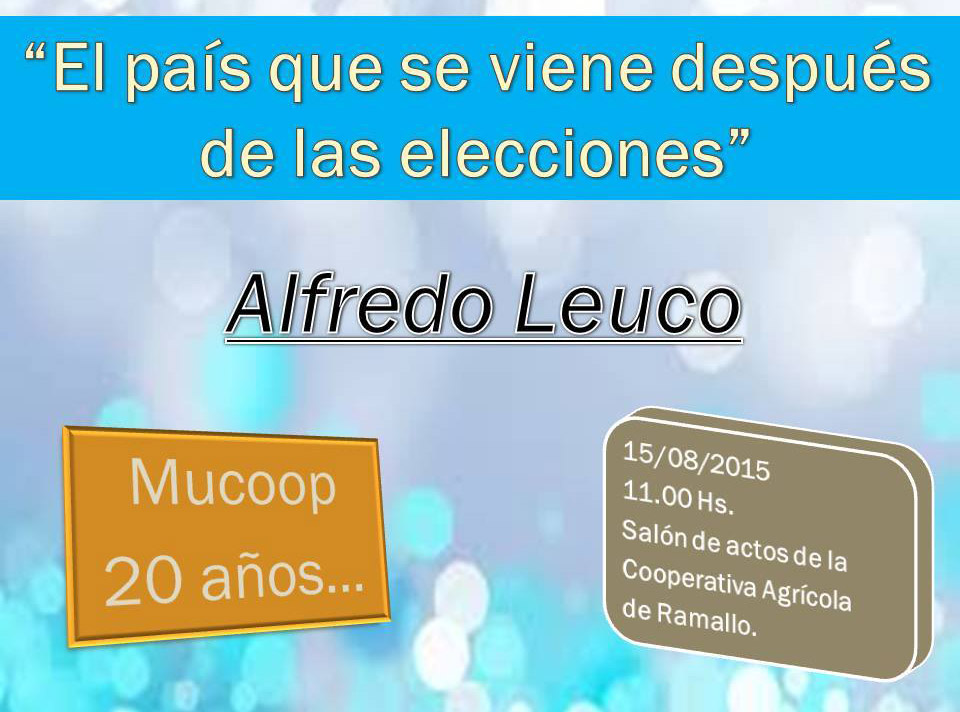 “El país que se viene después
de las elecciones”
Alfredo Leuco
Mucoop
20 años...
15/08/2015
11.00 Hs.
Salón de actos de la
Cooperativa Agrícola
de Ramallo.